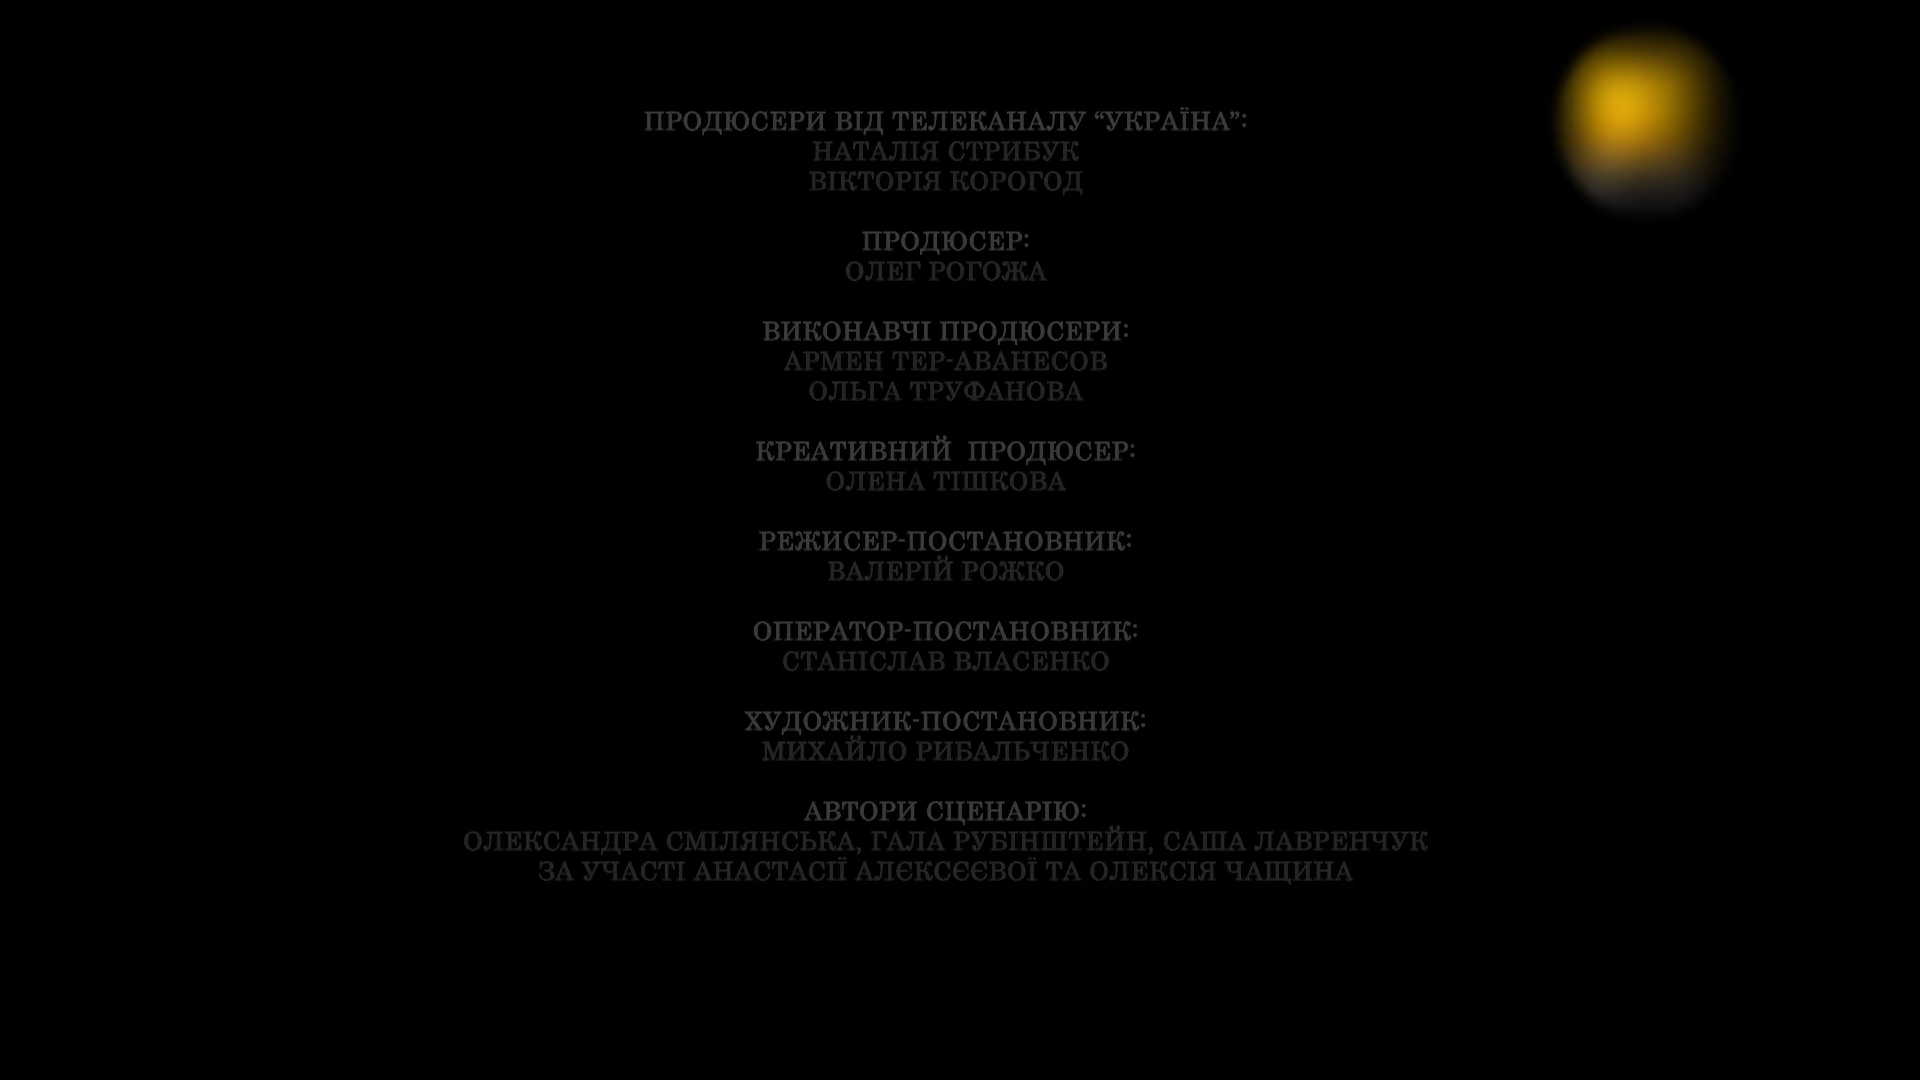 ПРОДЮСЕРИ ВІД ТЕЛЕКАНАЛУ “УКРАЇНА”:
НАТАЛІЯ СТРИБУК
ВІКТОРІЯ КОРОГОД
ПРОДЮСЕР:
ОЛЕГ РОГОЖА
ВИКОНАВЧІ ПРОДЮСЕРИ:
АРМЕН ТЕР-АВАНЕСОВ
ОЛЬГА ТРУФАНОВА
КРЕАТИВНИЙ ПРОДЮСЕР:
ОЛЕНА ТІШКОВА
РЕЖИСЕР-ПОСТАНОВНИК:
ВАЛЕРІЙ РОЖКО
ОПЕРАТОР-ПОСТАНОВНИК:
СТАНІСЛАВ ВЛАСЕНКО
ХУДОЖНИК-ПОСТАНОВНИК:
МИХАЙЛО РИБАЛЬЧЕНКО
АВТОРИ СЦЕНАРІЮ:
ОЛЕКСАНДРА СМІЛЯНСЬКА, ГАЛА РУБІНШТЕЙН, САША ЛАВРЕНЧУК
ЗА УЧАСТІ АНАСТАСІЇ АЛЄКСЄЄВОЇ ТА ОЛЕКСІЯ ЧАЩИНА